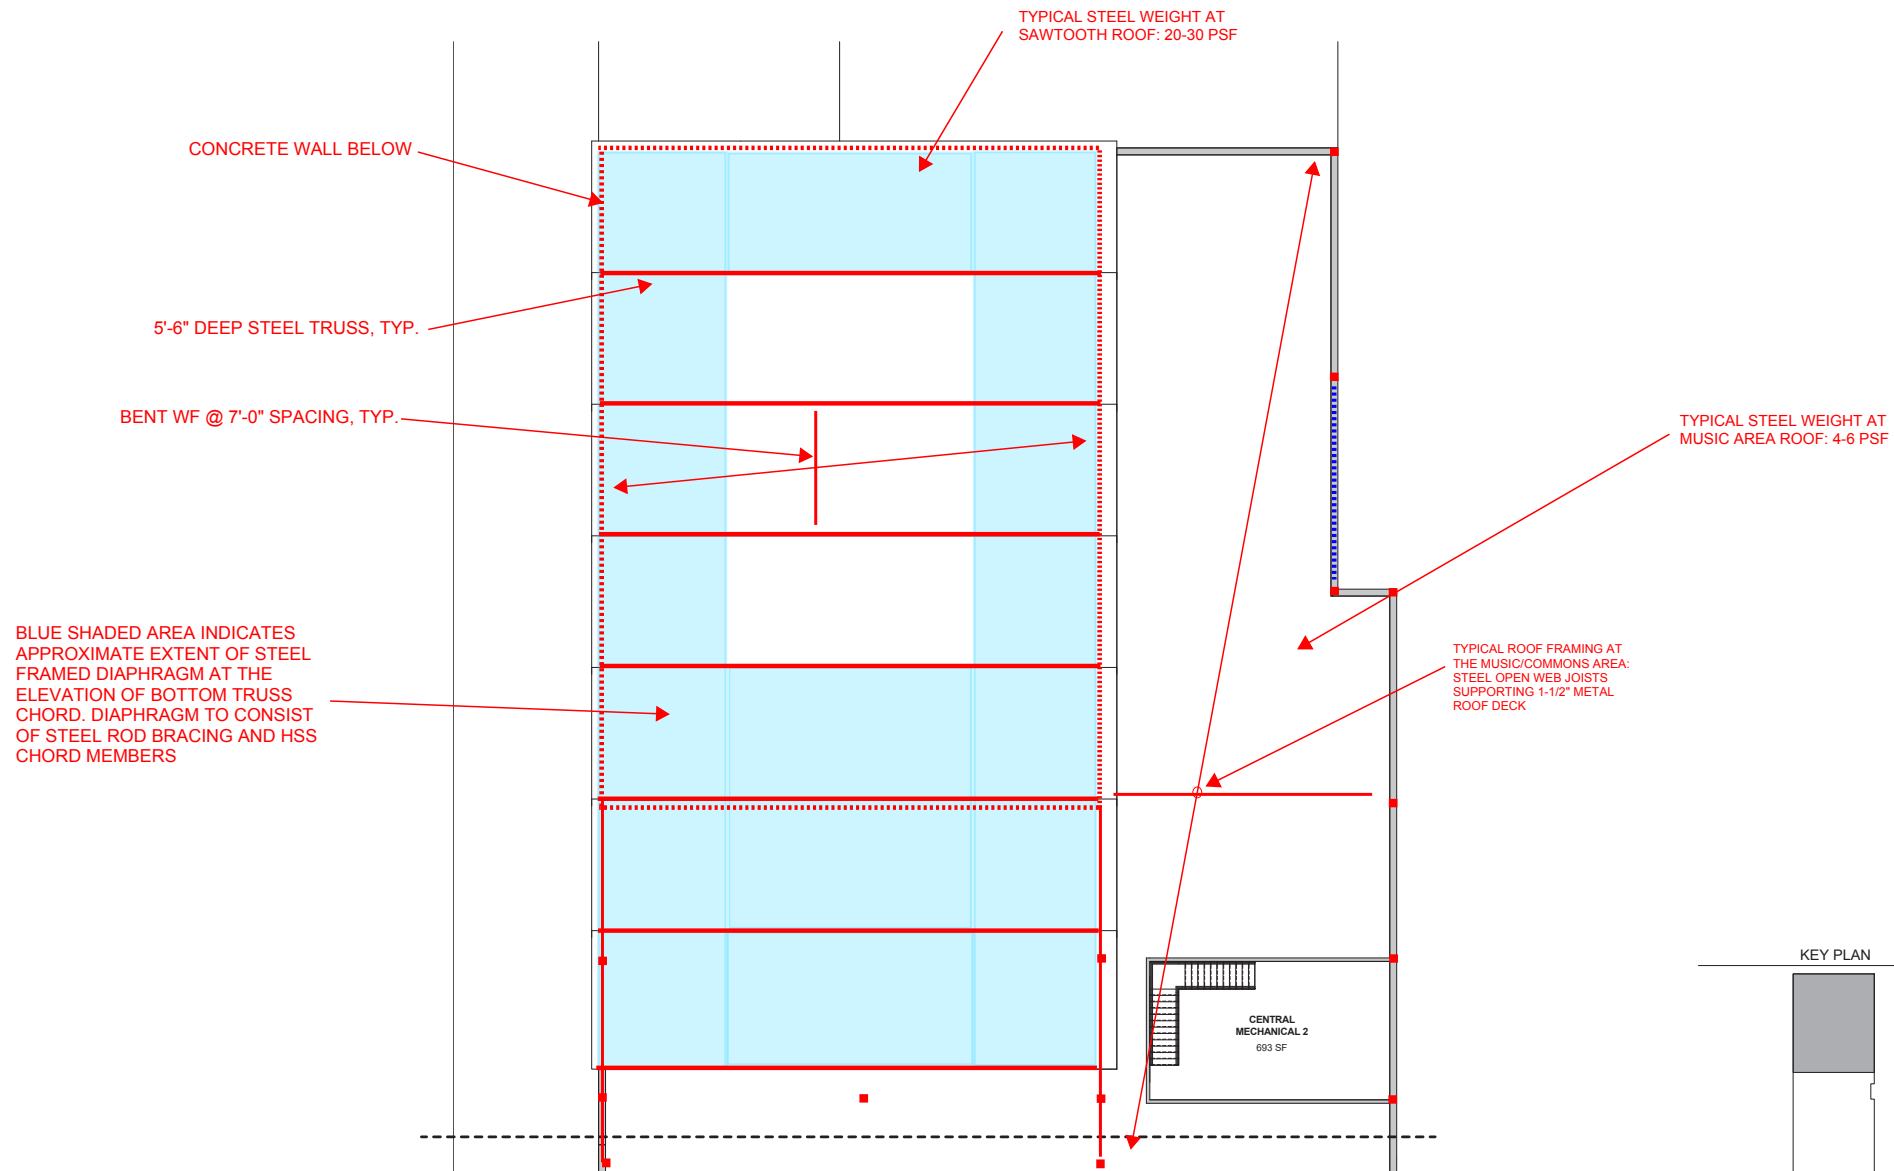 TYPICAL STEEL WEIGHT AT
SAWTOOTH ROOF: 20-30 PSF
CONCRETE WALL BELOW
5'-6" DEEP STEEL TRUSS, TYP.
BENT WF @ 7'-0" SPACING, TYP.
TYPICAL STEEL WEIGHT AT
MUSIC AREA ROOF: 4-6 PSF
BLUE SHADED AREA INDICATES
APPROXIMATE EXTENT OF STEEL
FRAMED DIAPHRAGM AT THE
ELEVATION OF BOTTOM TRUSS
CHORD. DIAPHRAGM TO CONSIST
OF STEEL ROD BRACING AND HSS
CHORD MEMBERS
TYPICAL ROOF FRAMING AT
THE MUSIC/COMMONS AREA:
STEEL OPEN WEB JOISTS
SUPPORTING 1-1/2" METAL
ROOF DECK
KEY PLAN
CENTRAL
MECHANICAL 2
693 SF